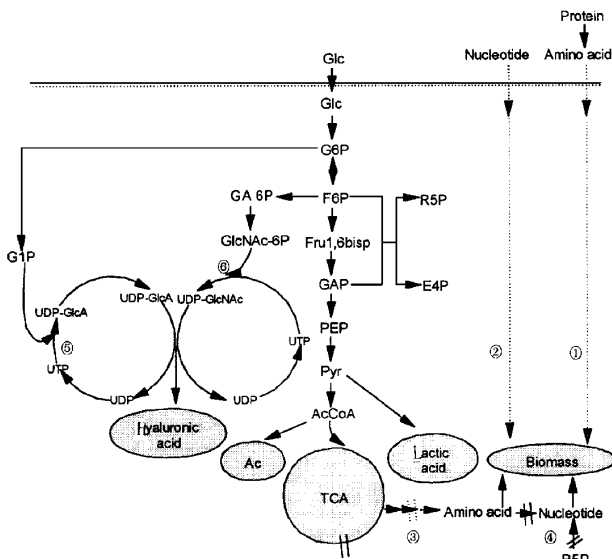 Protein
Glc
Nucleotide
Amino acid
Glc
G6P
GA 6P
F6P
R5P
GlcNAc-6P
Fru1,6bisp
G1P
⑥
GAP
E4P
UDP-GlcA
UDP-GlcA
UDP-GlcNAc
PEP
⑤
UTP
②
①
UTP
Pyr
UDP
UDP
AcCoA
Hyaluronic
acid
Ac
Lactic
acid
Biomass
TCA
③
Amino acid
④
Nucleotide
R5P